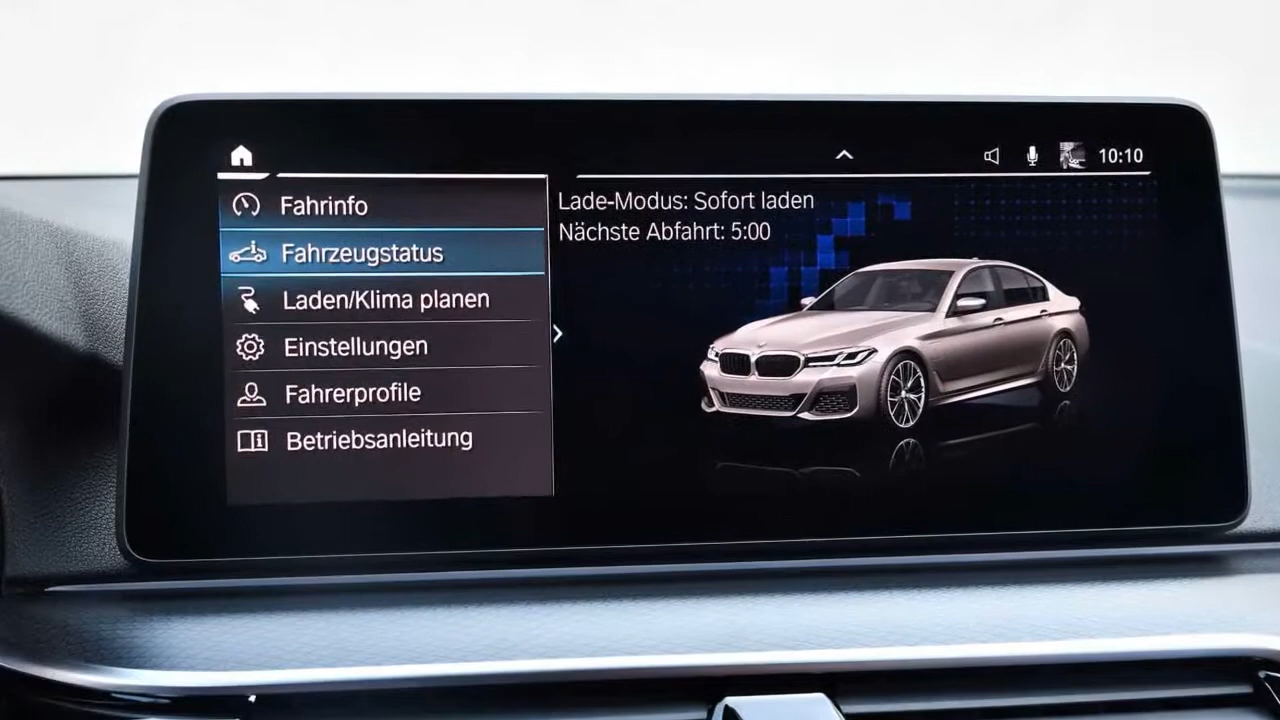 10:10
Fahrinfo
Fahrzeugstatus
Laden/Klima planen
Einstellungen
Fahrerprofile
Betriebsanleitung
Lade-Modus: Sofort laden
Nächste Abfahrt: 5:00